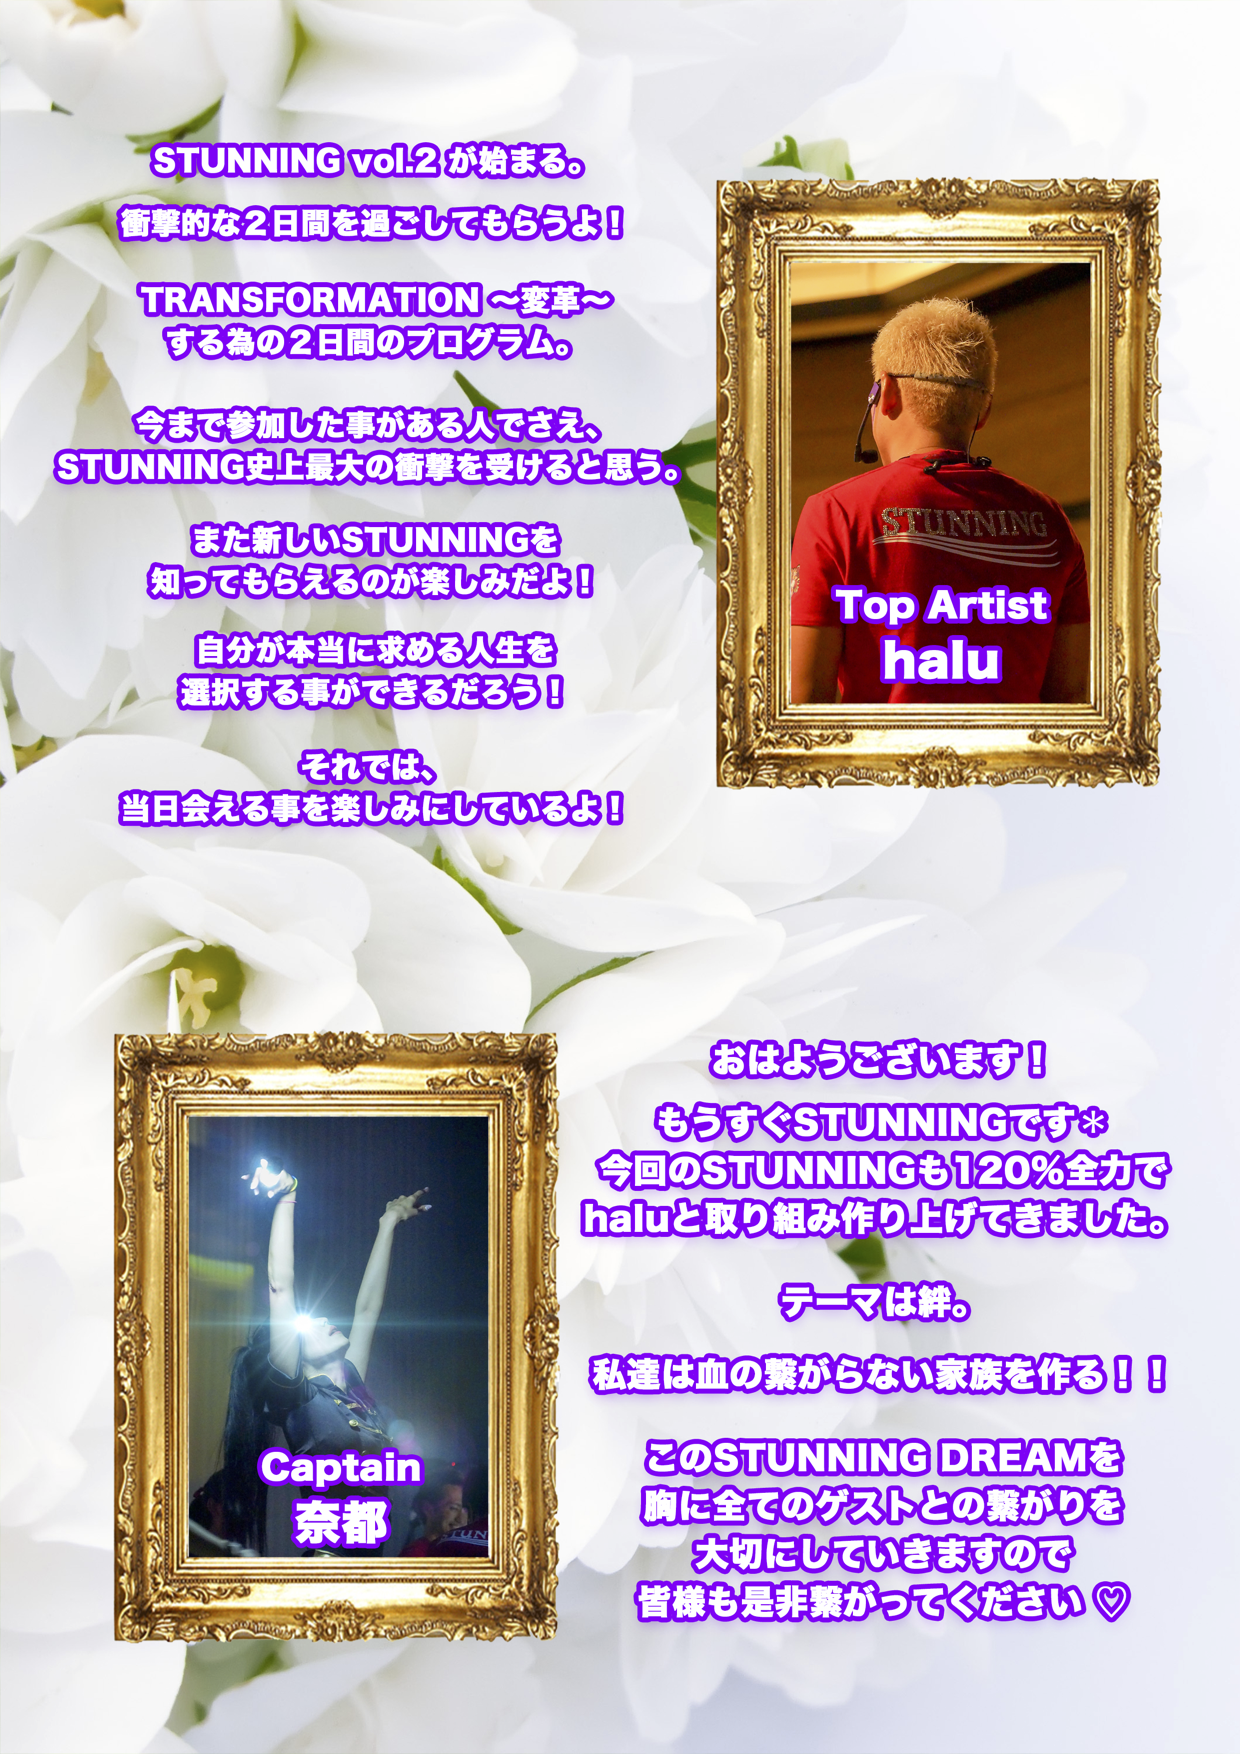 STUNNING vol.2 が始まる。
衝撃的な２日間を過ごしてもらうよ！
TRANSFORMATION ～変革～
する為の２日間のプログラム。
今まで参加した事がある人でさえ、
STUNNING史上最大の衝撃を受けると思う。
また新しいSTUNNINGを
知ってもらえるのが楽しみだよ！
自分が本当に求める人生を
選択する事ができるだろう！
それでは、
当日会える事を楽しみにしているよ！
STUNNING
Top Artist
halu
おはようございます！
もうすぐSTUNNINGです＊
今回のSTUNNINGも120%全力で
haluと取り組み作り上げてきました。
テーマは絆。
私達は血の繋がらない家族を作る！！
このSTUNNING DREAMを
胸に全てのゲストとの繋がりを
大切にしていきますので
皆様も是非繋がってください ♡
Captain
奈都
STUN